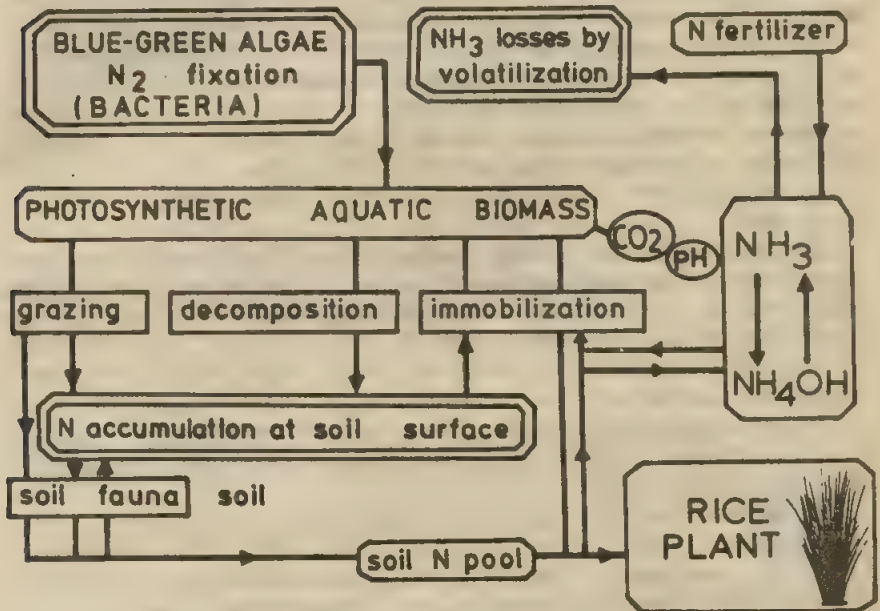 BLUE-GREEN ALGAE
N2 fixation
(BACTERIA)
NH3 losses by
volatilization
N fertilizer
PHOTOSYNTHETIC AQUATIC BIOMASS
CO2
PH
NH3
NH4OH
grazing
decomposition
immobilization
N accumulation at soil surface
soil fauna soil
soil N pool
RICE
PLANT